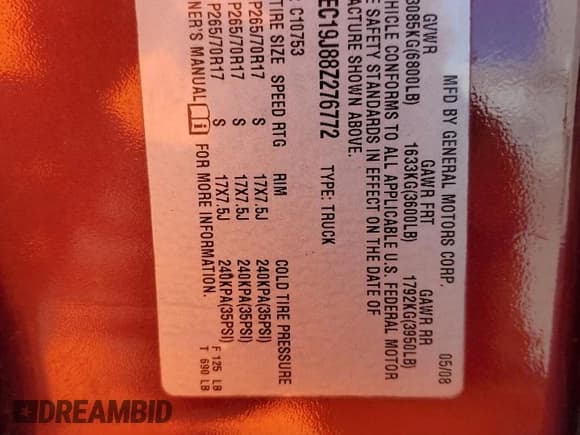 MFD BY GENERAL MOTORS CORP. 05/08
GVWR GAWR FRT GAWR RR
3085KG(6800LB) 1633KG(3600LB) 1792KG(3950LB)
VEHICLE CONFORMS TO ALL APPLICABLE U.S. FEDERAL MOTOR
E SAFETY STANDARDS IN EFFECT ON THE DATE OF
FACTURE SHOWN ABOVE.
EC19J88Z276772 TYPE: TRUCK
C10753
TIRE SIZE SPEED RTG RIM COLD TIRE PRESSURE
P265/70R17 S 17X7.5J 240KPA(35PSI)
P265/70R17 S 17X7.5J 240KPA(35PSI)
P265/70R17 S 17X7.5J 240KPA(35PSI)
NER'S MANUAL FOR MORE INFORMATION.
F 125 LB
T 690 LB
DREAMBID